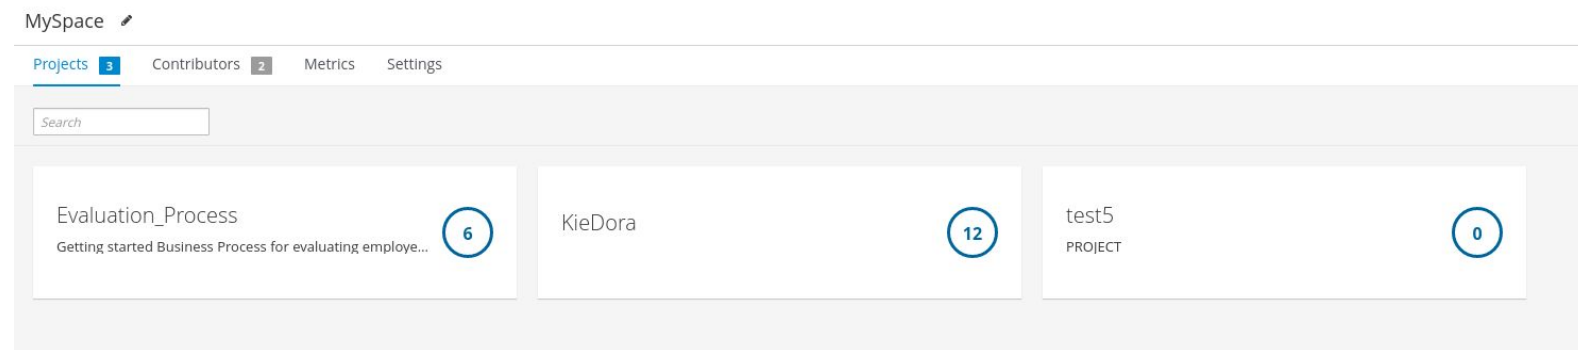 MySpace
Projects 3 Contributors 2 Metrics Settings
Search
Evaluation_Process
Getting started Business Process for evaluating employe...
6
KieDora
12
test5
PROJECT
0